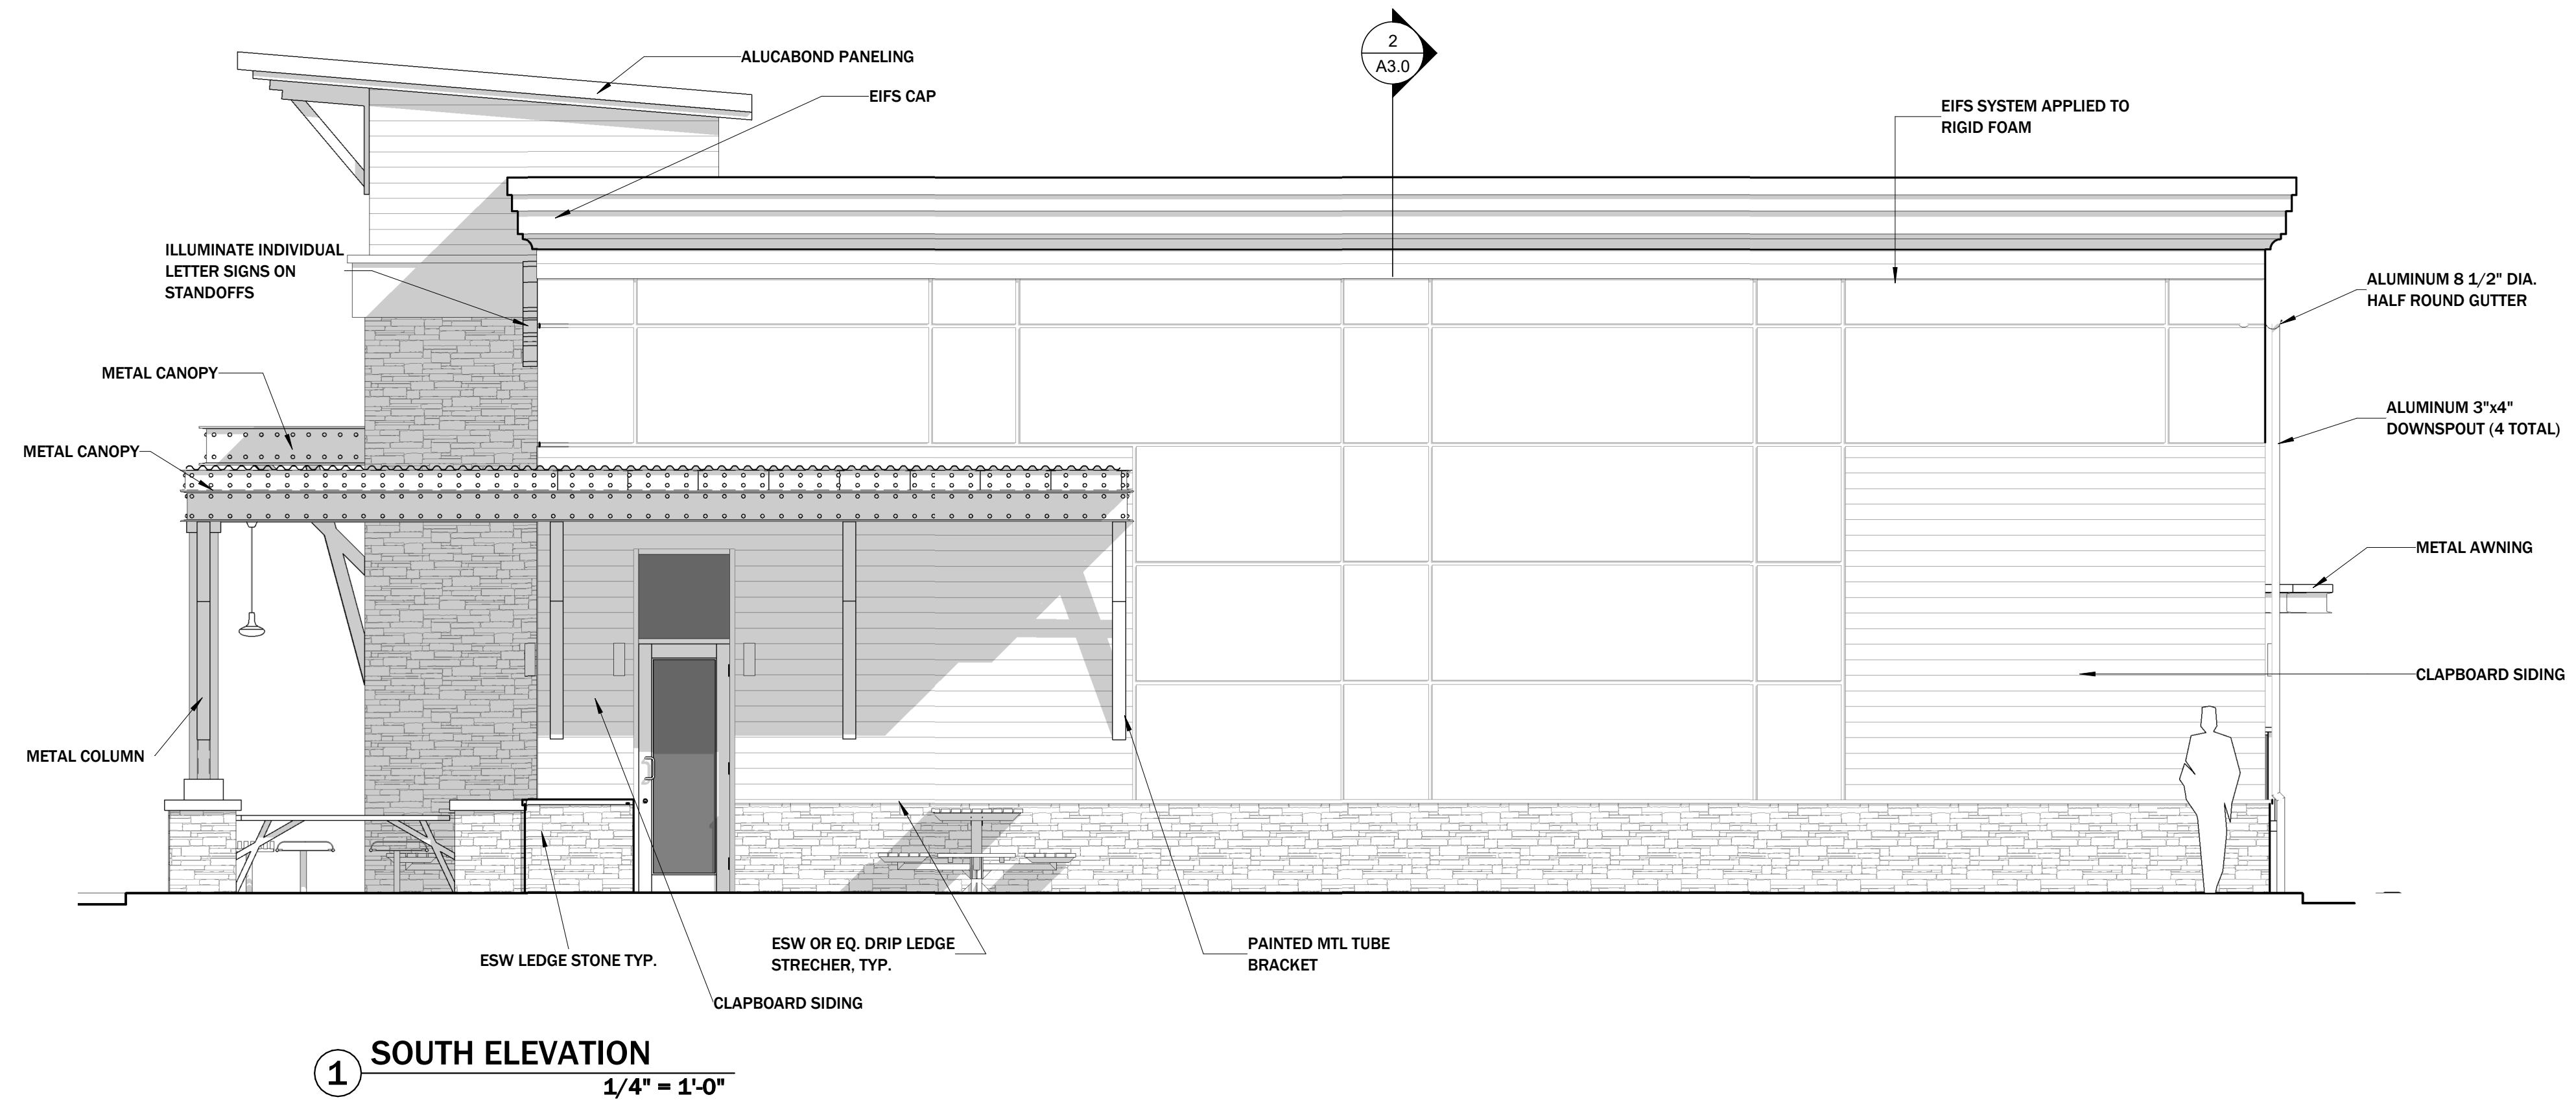 ALUCABOND PANELING
EIFS CAP
2
A3.0
EIFS SYSTEM APPLIED TO
RIGID FOAM
ILLUMINATE INDIVIDUAL
LETTER SIGNS ON
STANDOFFS
METAL CANOPY
METAL CANOPY
METAL COLUMN
ALUMINUM 8 1/2" DIA.
HALF ROUND GUTTER
ALUMINUM 3"x4"
DOWNSPOUT (4 TOTAL)
METAL AWNING
CLAPBOARD SIDING
ESW LEDGE STONE TYP.
ESW OR EQ. DRIP LEDGE
STRECHER, TYP.
PAINTED MTL TUBE
BRACKET
CLAPBOARD SIDING
1
SOUTH ELEVATION
1/4" = 1'-0"